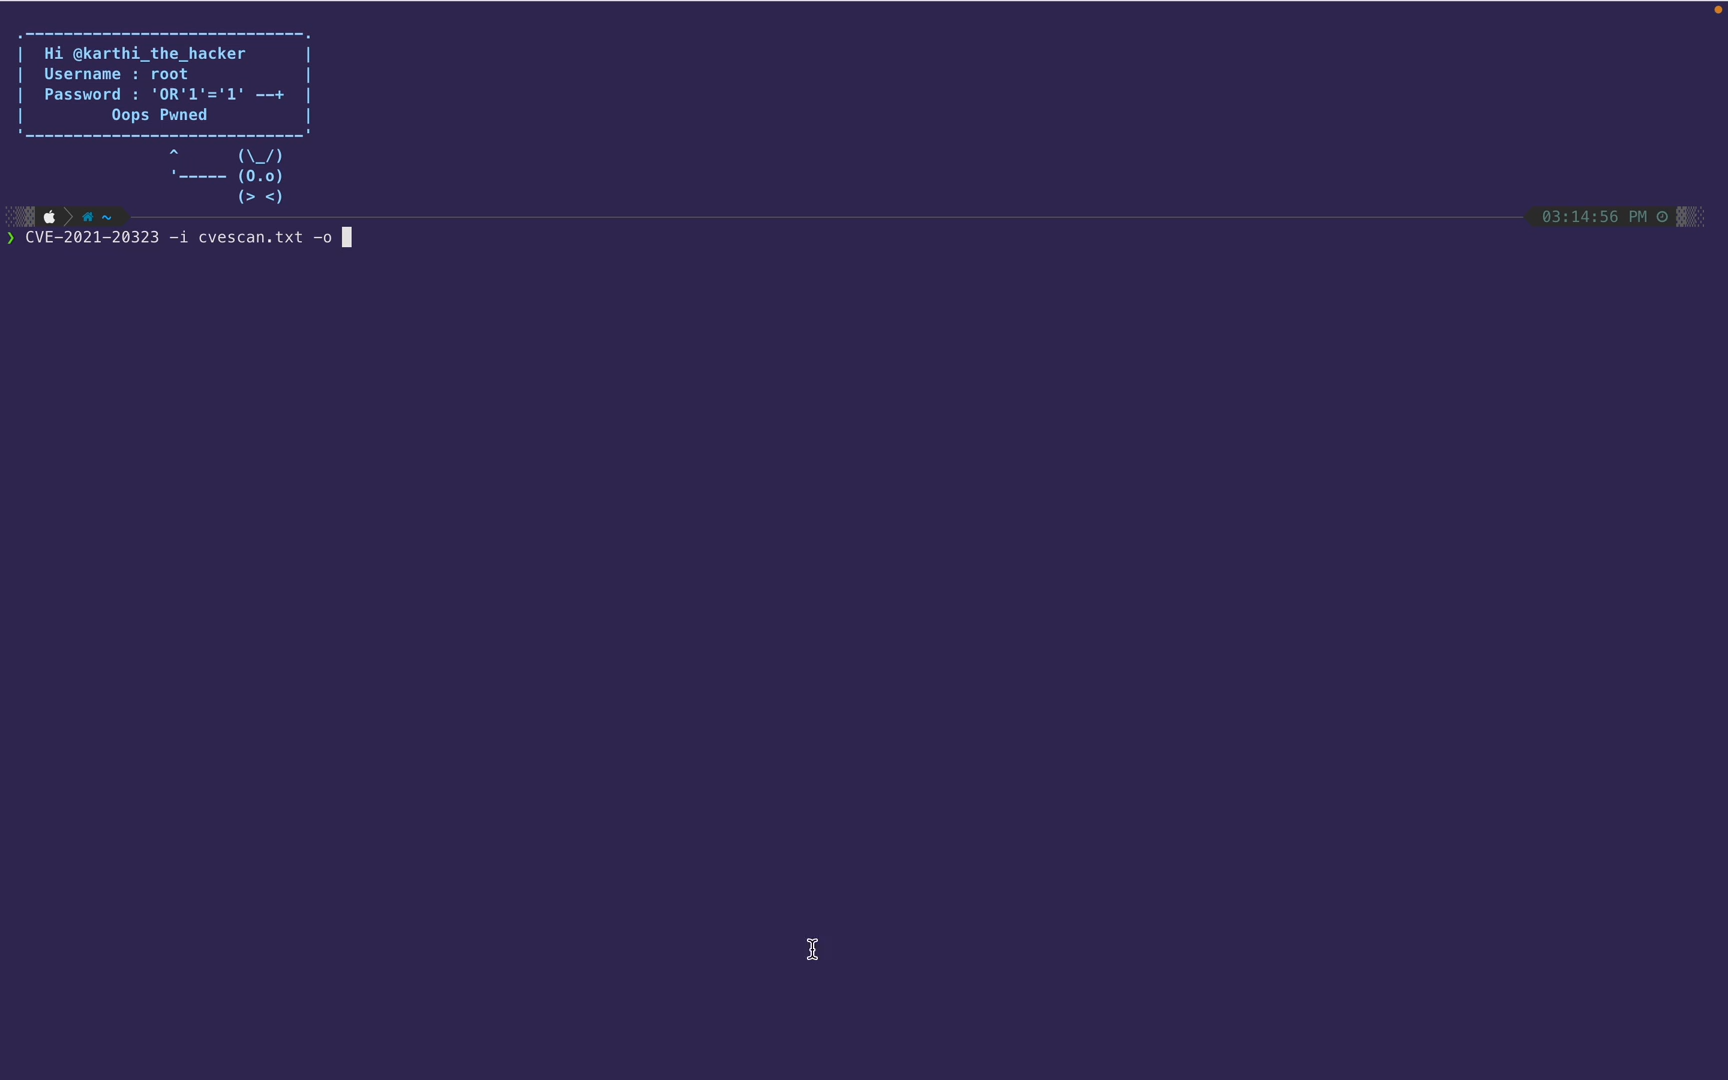 .-----------------------------.
|  Hi @karthi_the_hacker      |
|  Username : root            |
|  Password : 'OR'1'='1' --+  |
|         Oops Pwned          |
'-----------------------------'
^      (\_/)
'----- (O.o)
(> <)
~ 03:14:56 PM
❯ CVE-2021-20323 -i cvescan.txt -o